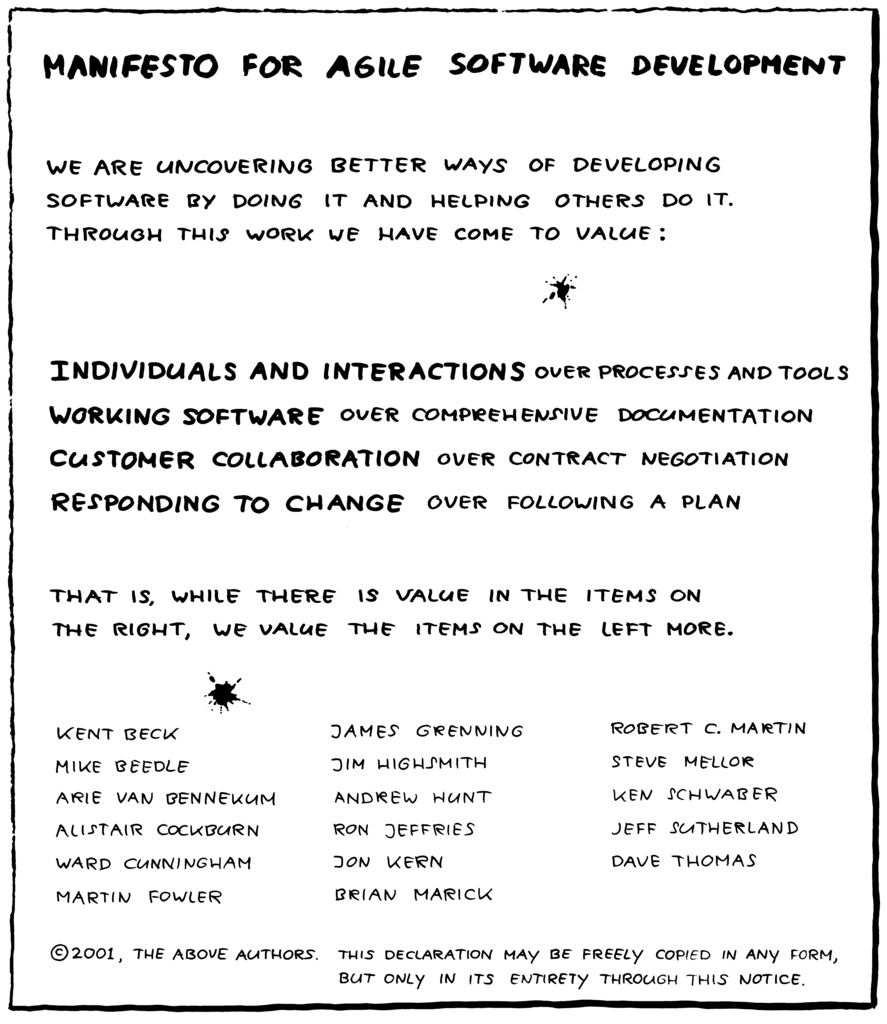 MANIFESTO FOR AGILE SOFTWARE DEVELOPMENT
WE ARE UNCOVERING BETTER WAYS OF DEVELOPING
SOFTWARE BY DOING IT AND HELPING OTHERS DO IT.
THROUGH THIS WORK WE HAVE COME TO VALUE:
INDIVIDUALS AND INTERACTIONS OVER PROCESSES AND TOOLS
WORKING SOFTWARE OVER COMPREHENSIVE DOCUMENTATION
CUSTOMER COLLABORATION OVER CONTRACT NEGOTIATION
RESPONDING TO CHANGE OVER FOLLOWING A PLAN
THAT IS, WHILE THERE IS VALUE IN THE ITEMS ON
THE RIGHT, WE VALUE THE ITEMS ON THE LEFT MORE.
KENT BECK
MIKE BEEDLE
ARIE VAN BENNEKUM
ALISTAIR COCKBURN
WARD CUNNINGHAM
MARTIN FOWLER
JAMES GRENNING
JIM HIGHSMITH
ANDREW HUNT
RON JEFFRIES
JON KERN
BRIAN MARICK
ROBERT C. MARTIN
STEVE MELLOR
KEN SCHWABER
JEFF SUTHERLAND
DAVE THOMAS
©2001, THE ABOVE AUTHORS. THIS DECLARATION MAY BE FREELY COPIED IN ANY FORM,
BUT ONLY IN ITS ENTIRETY THROUGH THIS NOTICE.